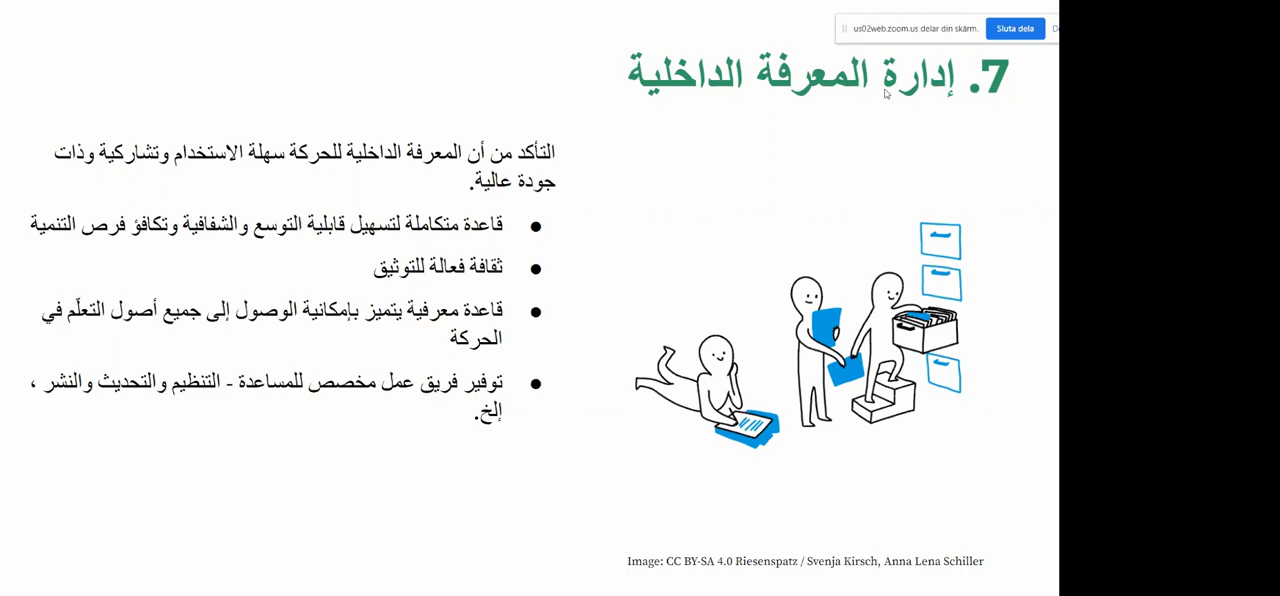 us02web.zoom.us delar din skärm.
Sluta dela
7. إدارة المعرفة الداخلية
التأكد من أن المعرفة الداخلية للحركة سهلة الاستخدام وتشاركية وذات
جودة عالية.
● قاعدة متكاملة لتسهيل قابلية التوسع والشفافية وتكافؤ فرص التنمية
● ثقافة فعالة للتوثيق
● قاعدة معرفية يتميز بإمكانية الوصول إلى جميع أصول التعلّم في
الحركة
● توفير فريق عمل مخصص للمساعدة - التنظيم والتحديث والنشر ،
إلخ.
Image: CC BY-SA 4.0 Riesenspatz / Svenja Kirsch, Anna Lena Schiller